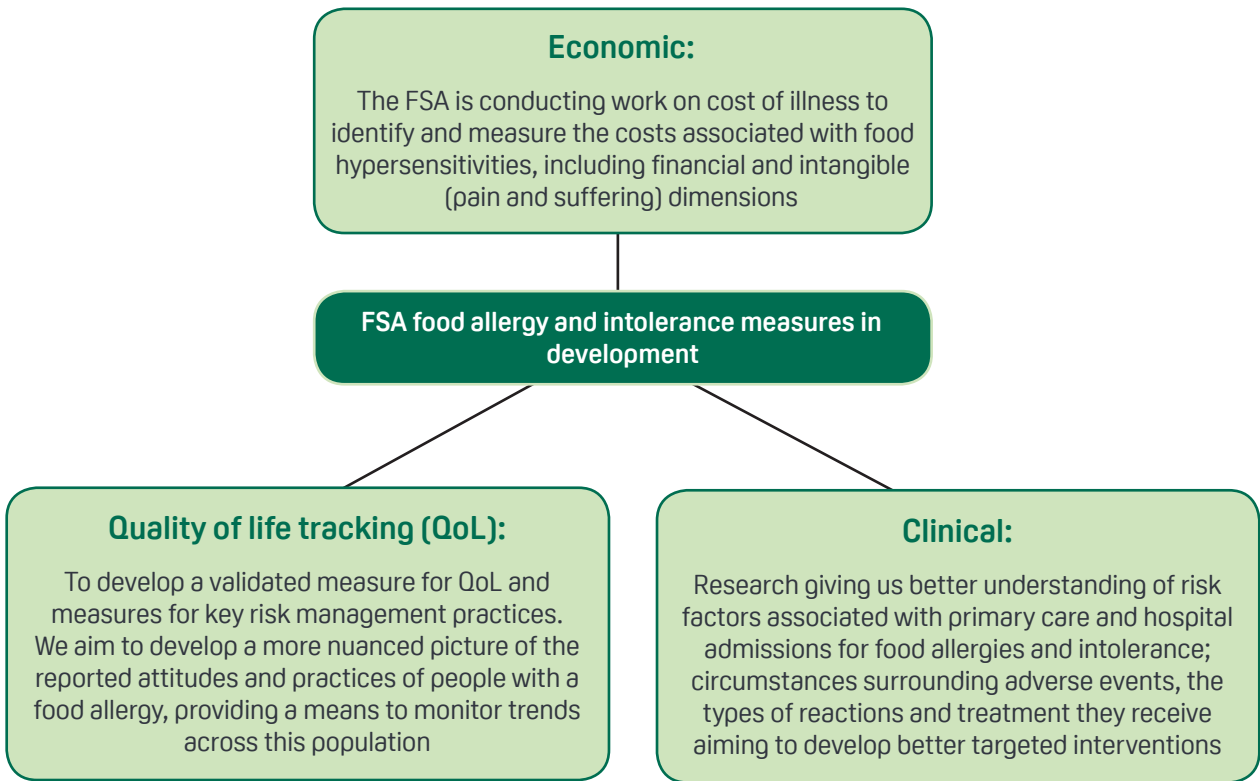 Economic:
The FSA is conducting work on cost of illness to
identify and measure the costs associated with food
hypersensitivities, including financial and intangible
(pain and suffering) dimensions
FSA food allergy and intolerance measures in
development
Quality of life tracking (QoL):
To develop a validated measure for QoL and
measures for key risk management practices.
We aim to develop a more nuanced picture of the
reported attitudes and practices of people with a
food allergy, providing a means to monitor trends
across this population
Clinical:
Research giving us better understanding of risk
factors associated with primary care and hospital
admissions for food allergies and intolerance;
circumstances surrounding adverse events, the
types of reactions and treatment they receive
aiming to develop better targeted interventions